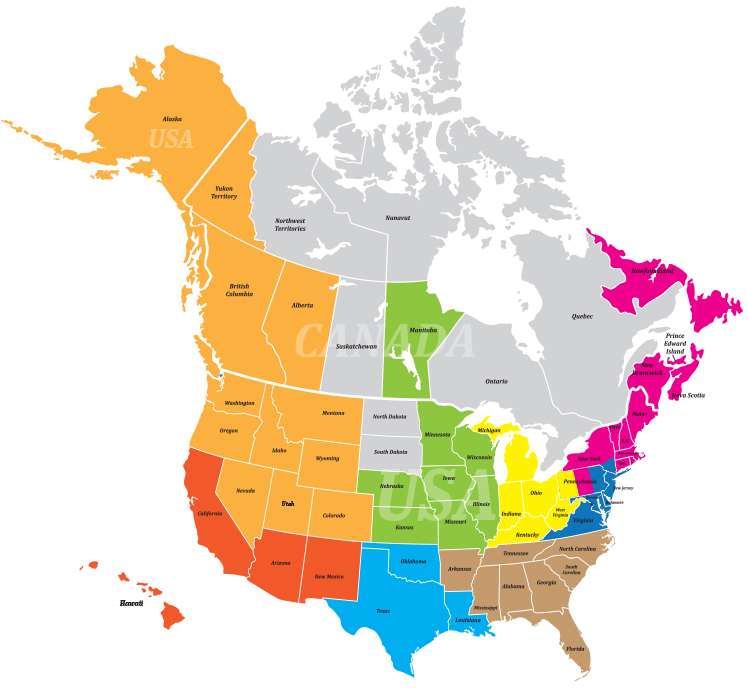 Alaska
USA
Yukon
Territory
Northwest
Territories
Nunavut
British
Columbia
Alberta
Newfoundland
Quebec
CANADA
Manitoba
Saskatchewan
Prince
Edward
Island
New
Brunswick
Nova Scotia
Ontario
Washington
Montana
North Dakota
Minnesota
Michigan
Maine
Oregon
Idaho
Wyoming
South Dakota
Wisconsin
New York
N.H.
Nebraska
Iowa
USA
Pennsylvania
New Jersey
Nevada
Utah
Colorado
Illinois
Ohio
Indiana
West
Virginia
Delaware
California
Kansas
Missouri
Virginia
Kentucky
Arizona
New Mexico
Oklahoma
Arkansas
Tennessee
North Carolina
South
Carolina
Hawaii
Texas
Louisiana
Mississippi
Alabama
Georgia
Florida